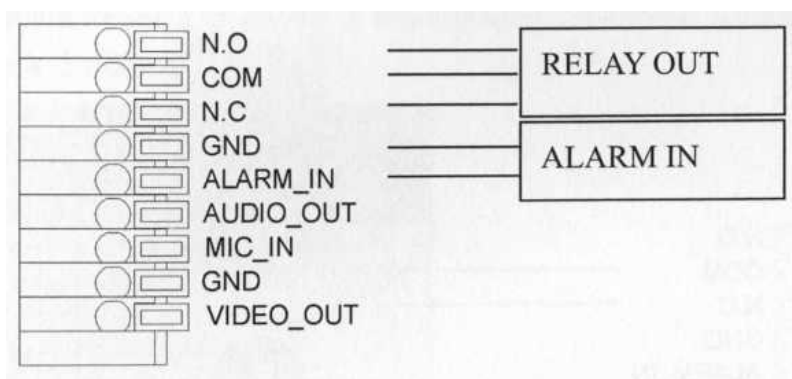 N.O
COM
N.C
GND
ALARM_IN
AUDIO_OUT
MIC_IN
GND
VIDEO_OUT
RELAY OUT
ALARM IN